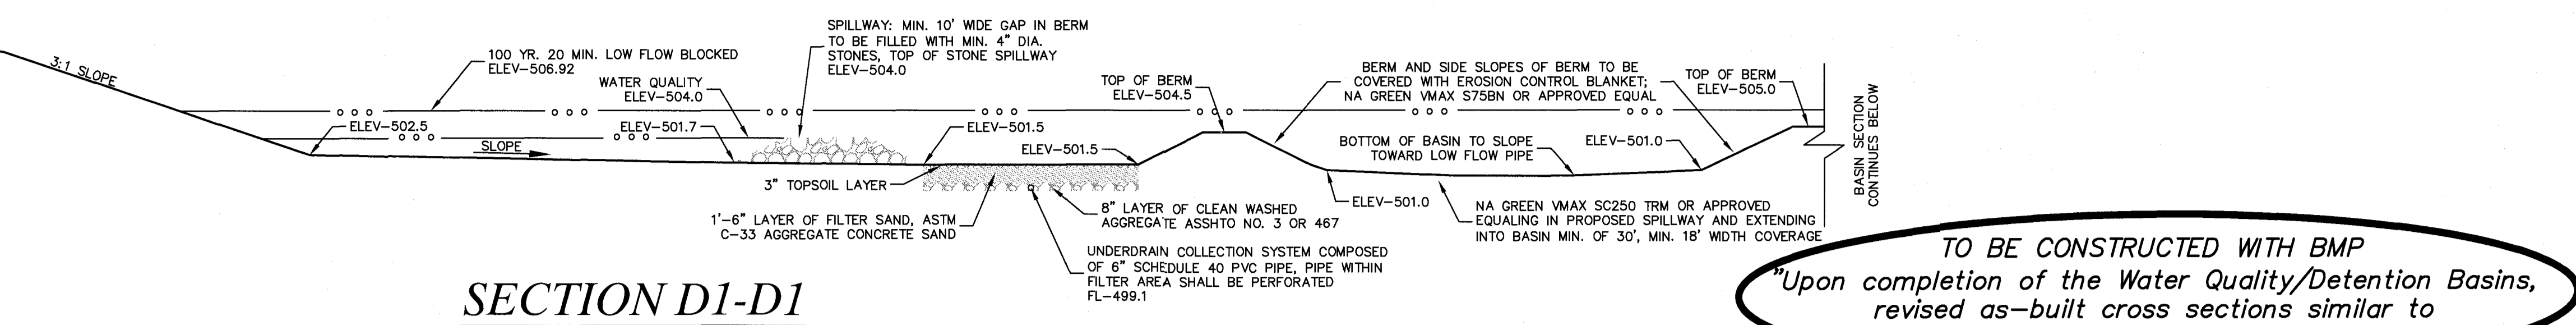 3:1 SLOPE
100 YR. 20 MIN. LOW FLOW BLOCKED
ELEV-506.92
WATER QUALITY
ELEV-504.0
SPILLWAY: MIN. 10' WIDE GAP IN BERM
TO BE FILLED WITH MIN. 4" DIA.
STONES, TOP OF STONE SPILLWAY
ELEV-504.0
TOP OF BERM
ELEV-504.5
BERM AND SIDE SLOPES OF BERM TO BE
COVERED WITH EROSION CONTROL BLANKET;
NA GREEN VMAX S75BN OR APPROVED EQUAL
TOP OF BERM
ELEV-505.0
BASIN SECTION
CONTINUES BELOW
ELEV-502.5
SLOPE
ELEV-501.7
ELEV-501.5
ELEV-501.5
BOTTOM OF BASIN TO SLOPE
TOWARD LOW FLOW PIPE
ELEV-501.0
3" TOPSOIL LAYER
1'-6" LAYER OF FILTER SAND, ASTM
C-33 AGGREGATE CONCRETE SAND
8" LAYER OF CLEAN WASHED
AGGREGATE ASSHTO NO. 3 OR 467
ELEV-501.0
NA GREEN VMAX SC250 TRM OR APPROVED
EQUALING IN PROPOSED SPILLWAY AND EXTENDING
INTO BASIN MIN. OF 30', MIN. 18' WIDTH COVERAGE
UNDERDRAIN COLLECTION SYSTEM COMPOSED
OF 6" SCHEDULE 40 PVC PIPE, PIPE WITHIN
FILTER AREA SHALL BE PERFORATED
FL-499.1
SECTION D1-D1
TO BE CONSTRUCTED WITH BMP
"Upon completion of the Water Quality/Detention Basins,
revised as-built cross sections similar to